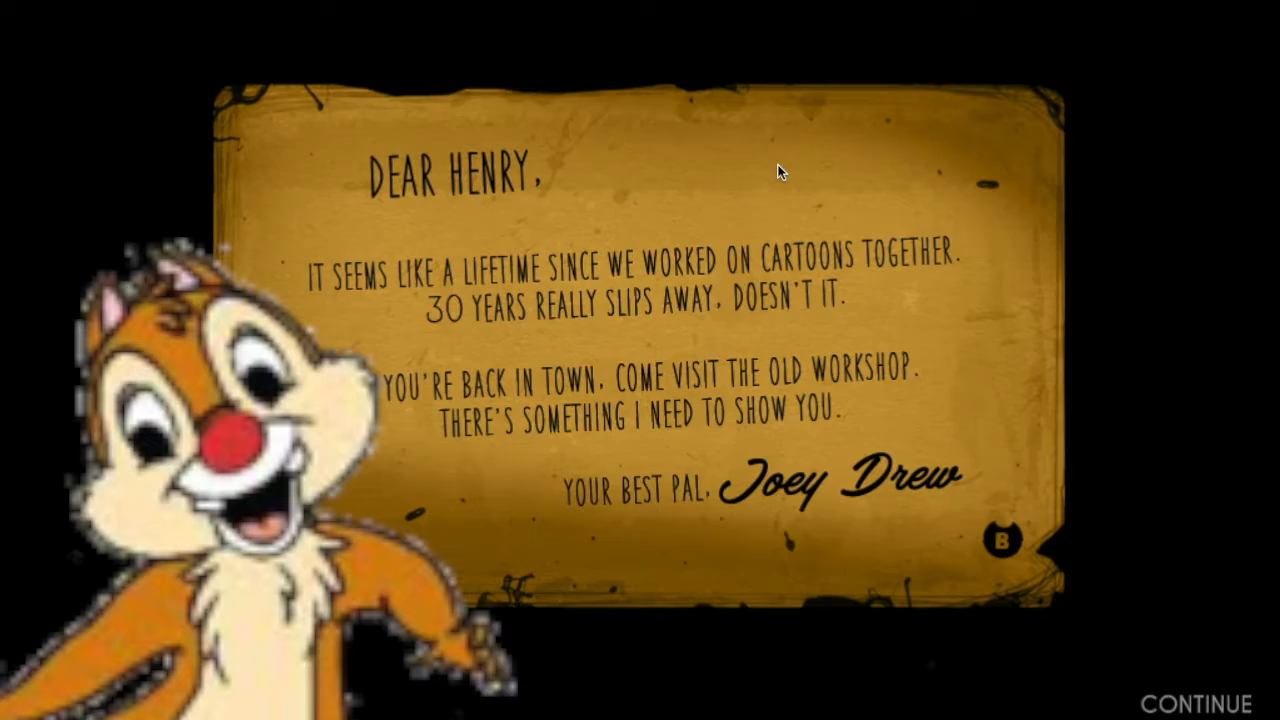 DEAR HENRY,
IT SEEMS LIKE A LIFETIME SINCE WE WORKED ON CARTOONS TOGETHER.
30 YEARS REALLY SLIPS AWAY, DOESN'T IT.
YOU'RE BACK IN TOWN, COME VISIT THE OLD WORKSHOP.
THERE'S SOMETHING I NEED TO SHOW YOU.
YOUR BEST PAL, Joey Drew
B
CONTINUE